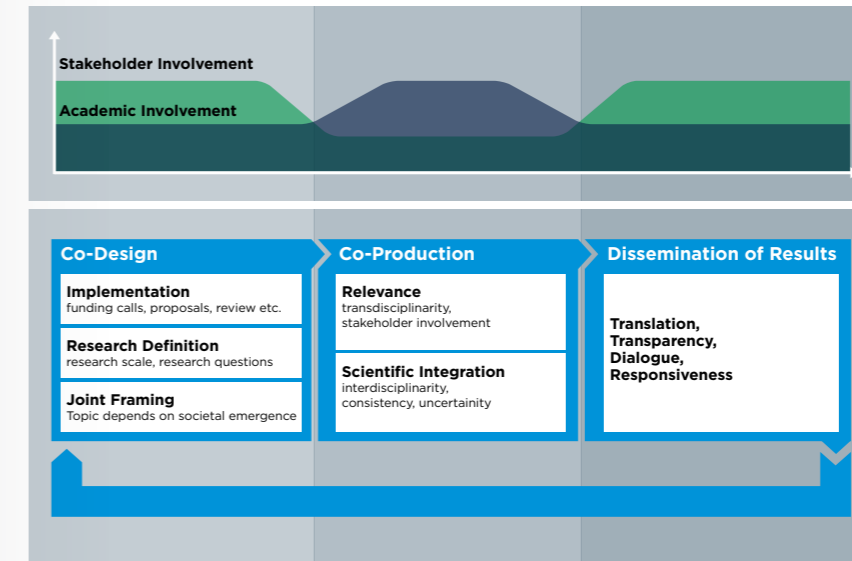 Stakeholder Involvement
Academic Involvement
Co-Design
Implementation
funding calls, proposals, review etc.
Research Definition
research scale, research questions
Joint Framing
Topic depends on societal emergence
Co-Production
Relevance
transdisciplinarity,
stakeholder involvement
Scientific Integration
interdisciplinarity,
consistency, uncertainity
Dissemination of Results
Translation,
Transparency,
Dialogue,
Responsiveness